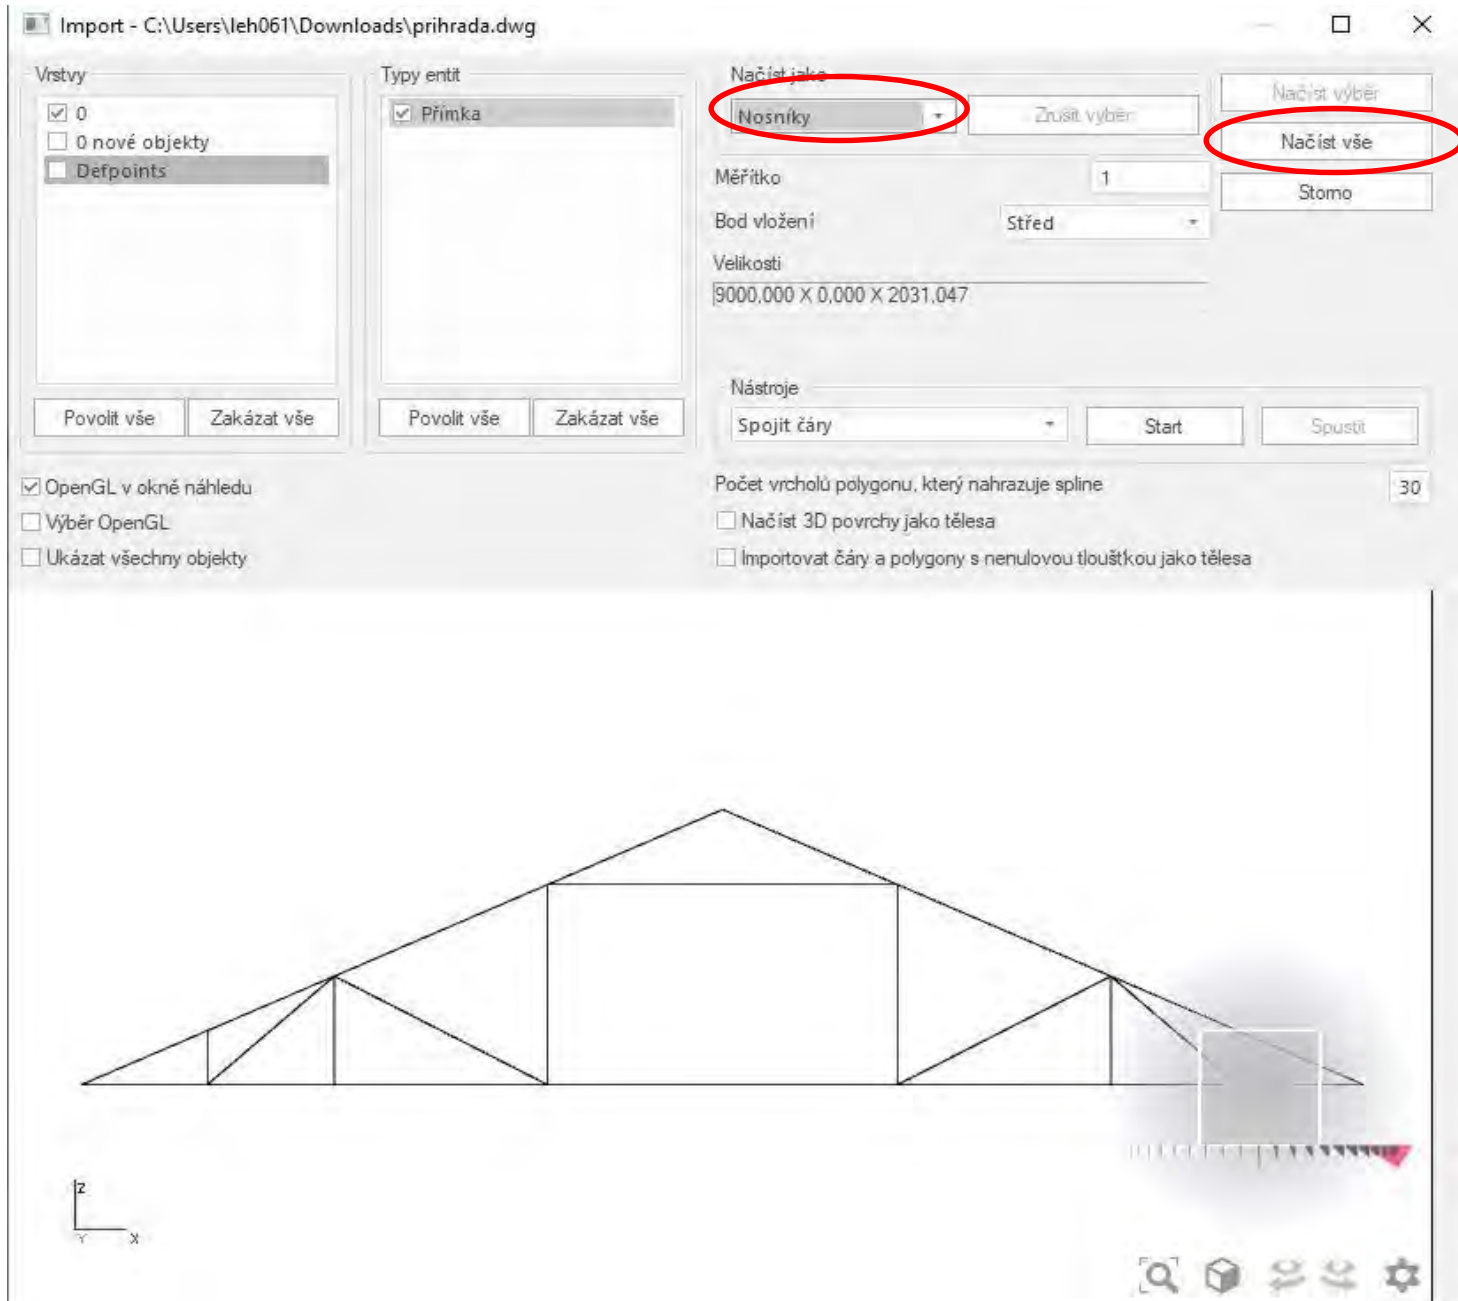 Import - C:\Users\leh061\Downloads\prihrada.dwg
Vrstvy
0
0 nové objekty
Defpoints
Povolit vše
Zakázat vše
Typy entit
Přímka
Povolit vše
Zakázat vše
Načíst jako
Nosníky
Zrušit výběr
Načíst výběr
Načíst vše
Storno
Měřítko
1
Bod vložení
Střed
Velikosti
9000,000 X 0,000 X 2031,047
Nástroje
Spojit čáry
Start
Spustit
OpenGL v okně náhledu
Výběr OpenGL
Ukázat všechny objekty
Počet vrcholů polygonu, který nahrazuje spline
30
Načíst 3D povrchy jako tělesa
Importovat čáry a polygony s nenulovou tloušťkou jako tělesa
z
Y
x